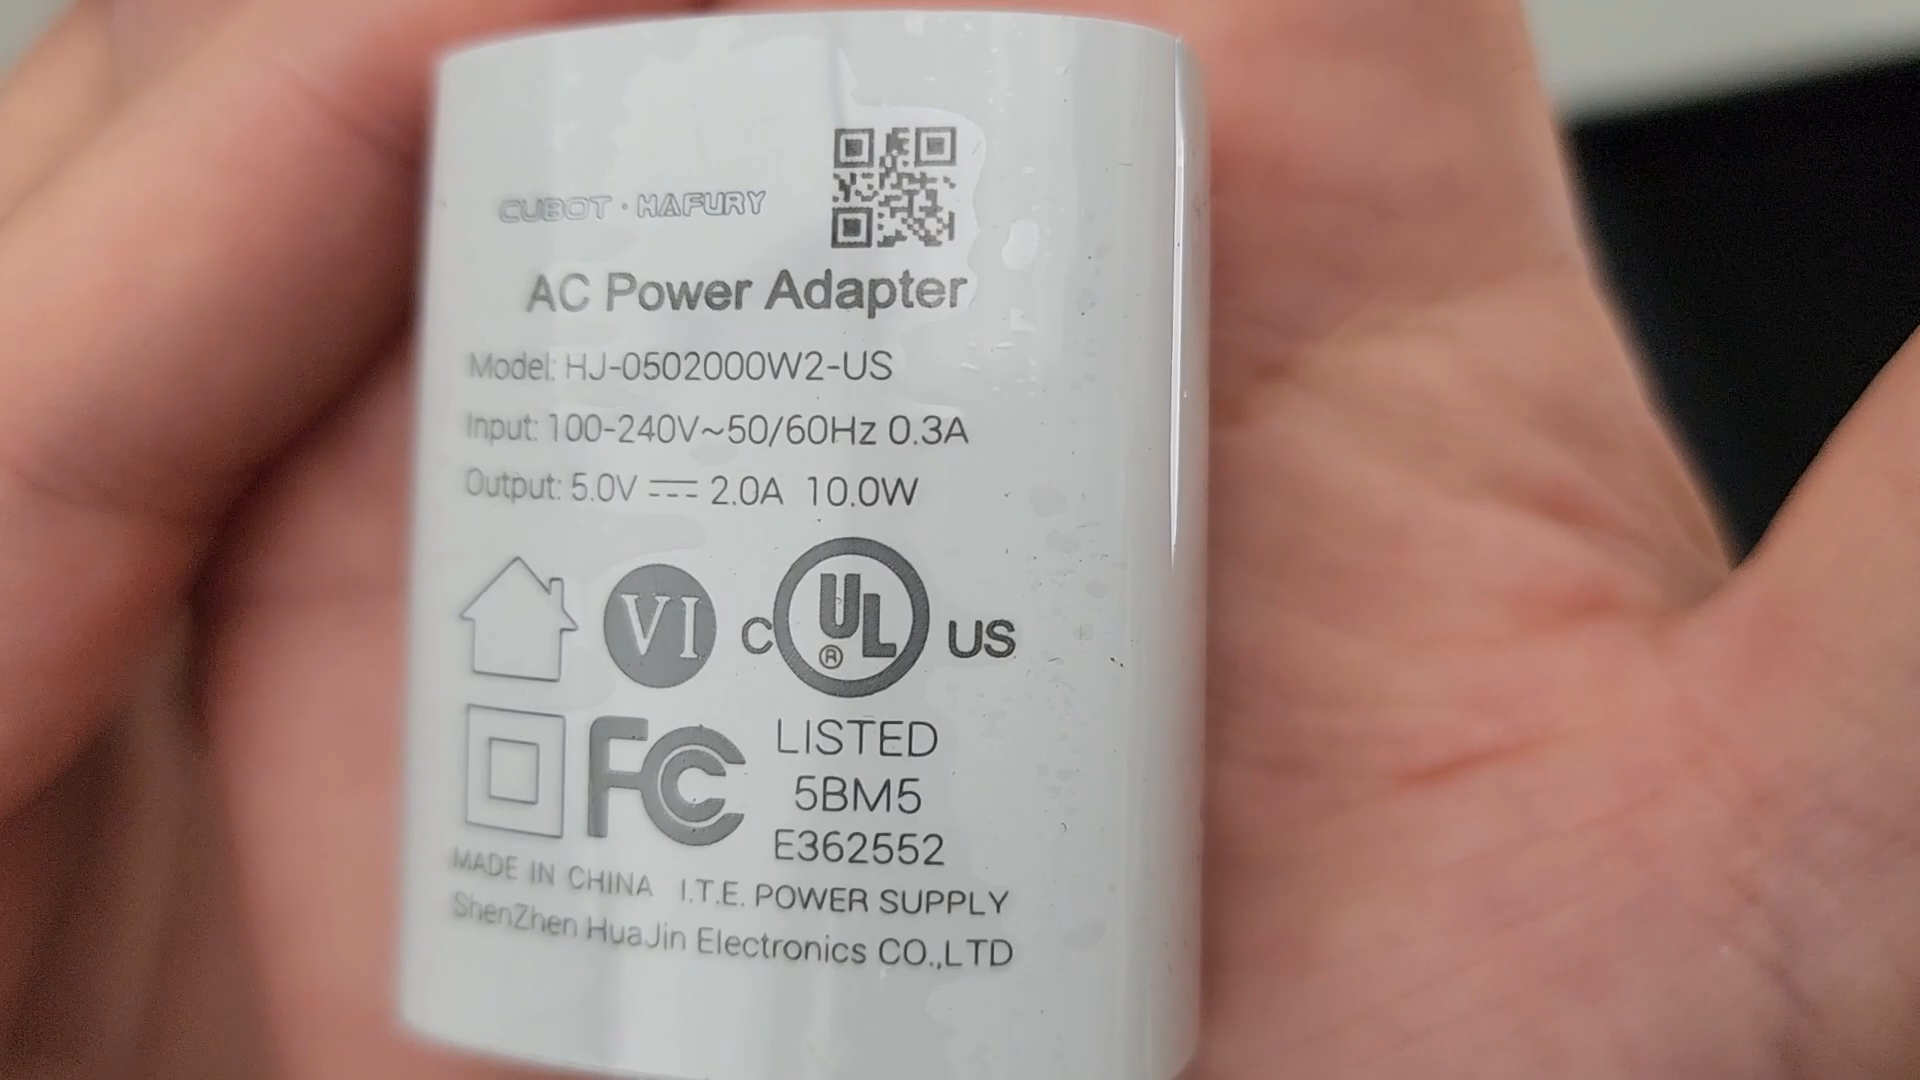 CUBOT · HAFURY
AC Power Adapter
Model: HJ-0502000W2-US
Input: 100-240V~50/60Hz 0.3A
Output: 5.0V ⎓ 2.0A 10.0W
VI
C UL ® US
FC
LISTED
5BM5
E362552
MADE IN CHINA I.T.E. POWER SUPPLY
ShenZhen HuaJin Electronics CO.,LTD